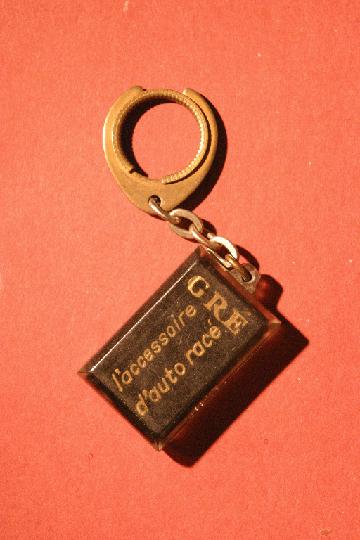 GRÉ
l'accessoire
d'auto racé